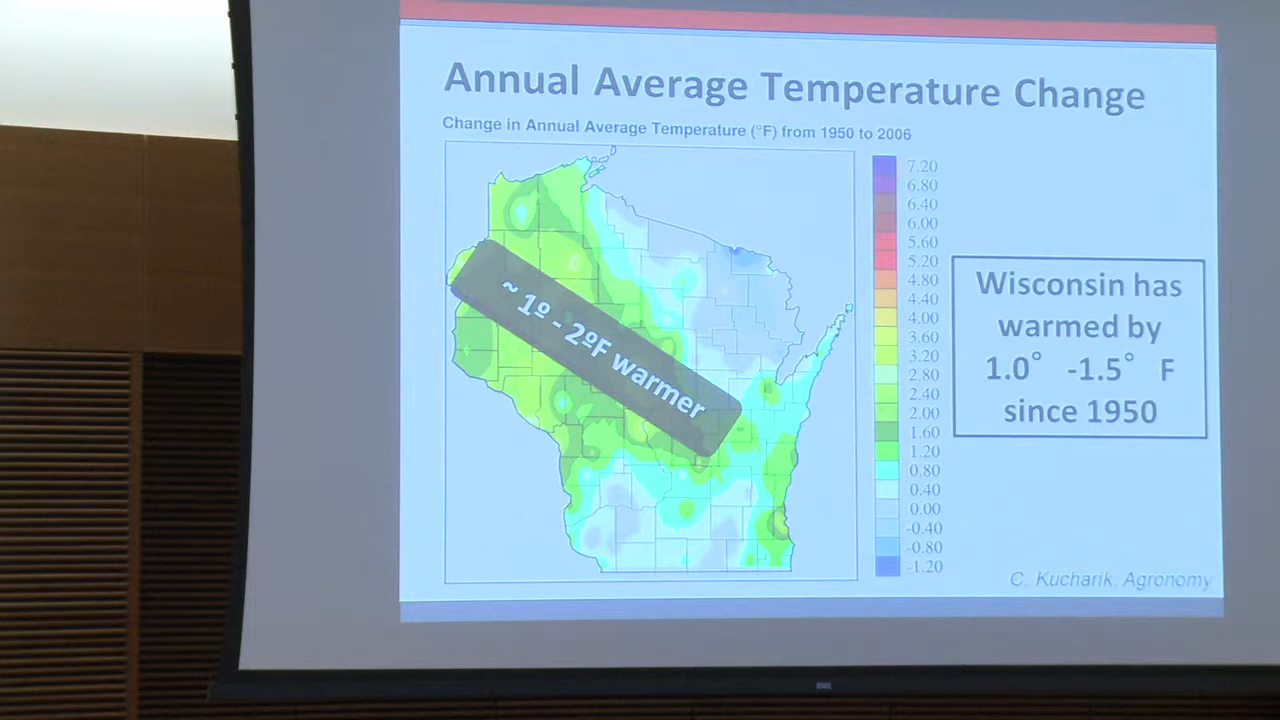 Annual Average Temperature Change
Change in Annual Average Temperature (°F) from 1950 to 2006
~ 1º - 2ºF warmer
7.20
6.80
6.40
6.00
5.60
5.20
4.80
4.40
4.00
3.60
3.20
2.80
2.40
2.00
1.60
1.20
0.80
0.40
0.00
-0.40
-0.80
-1.20
Wisconsin has
warmed by
1.0° -1.5° F
since 1950
C. Kucharik, Agronomy